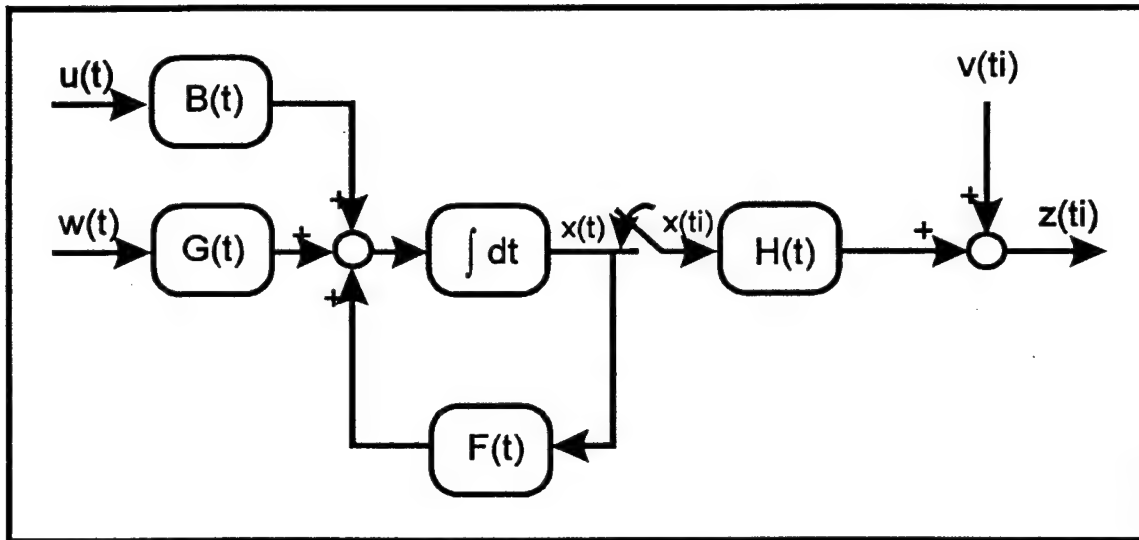 u(t)
B(t)
v(ti)
+
+
w(t)
G(t)
+
∫ dt
x(t)
x(ti)
H(t)
+
z(ti)
+
F(t)